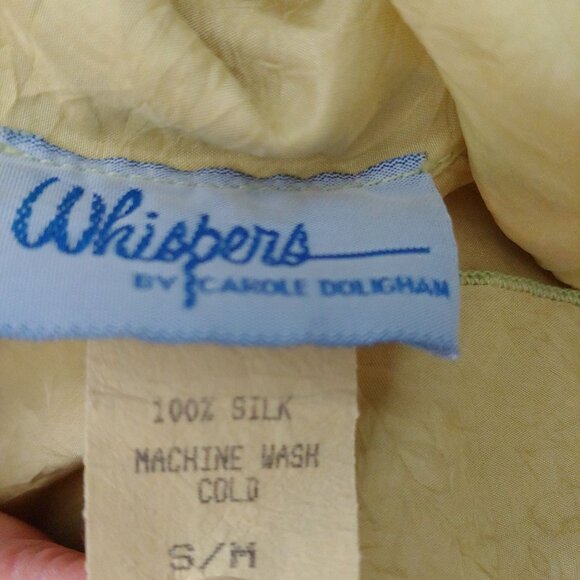 Whispers
BY CAROLE DOLIGHAN
100% SILK
MACHINE WASH
COLD
S/M